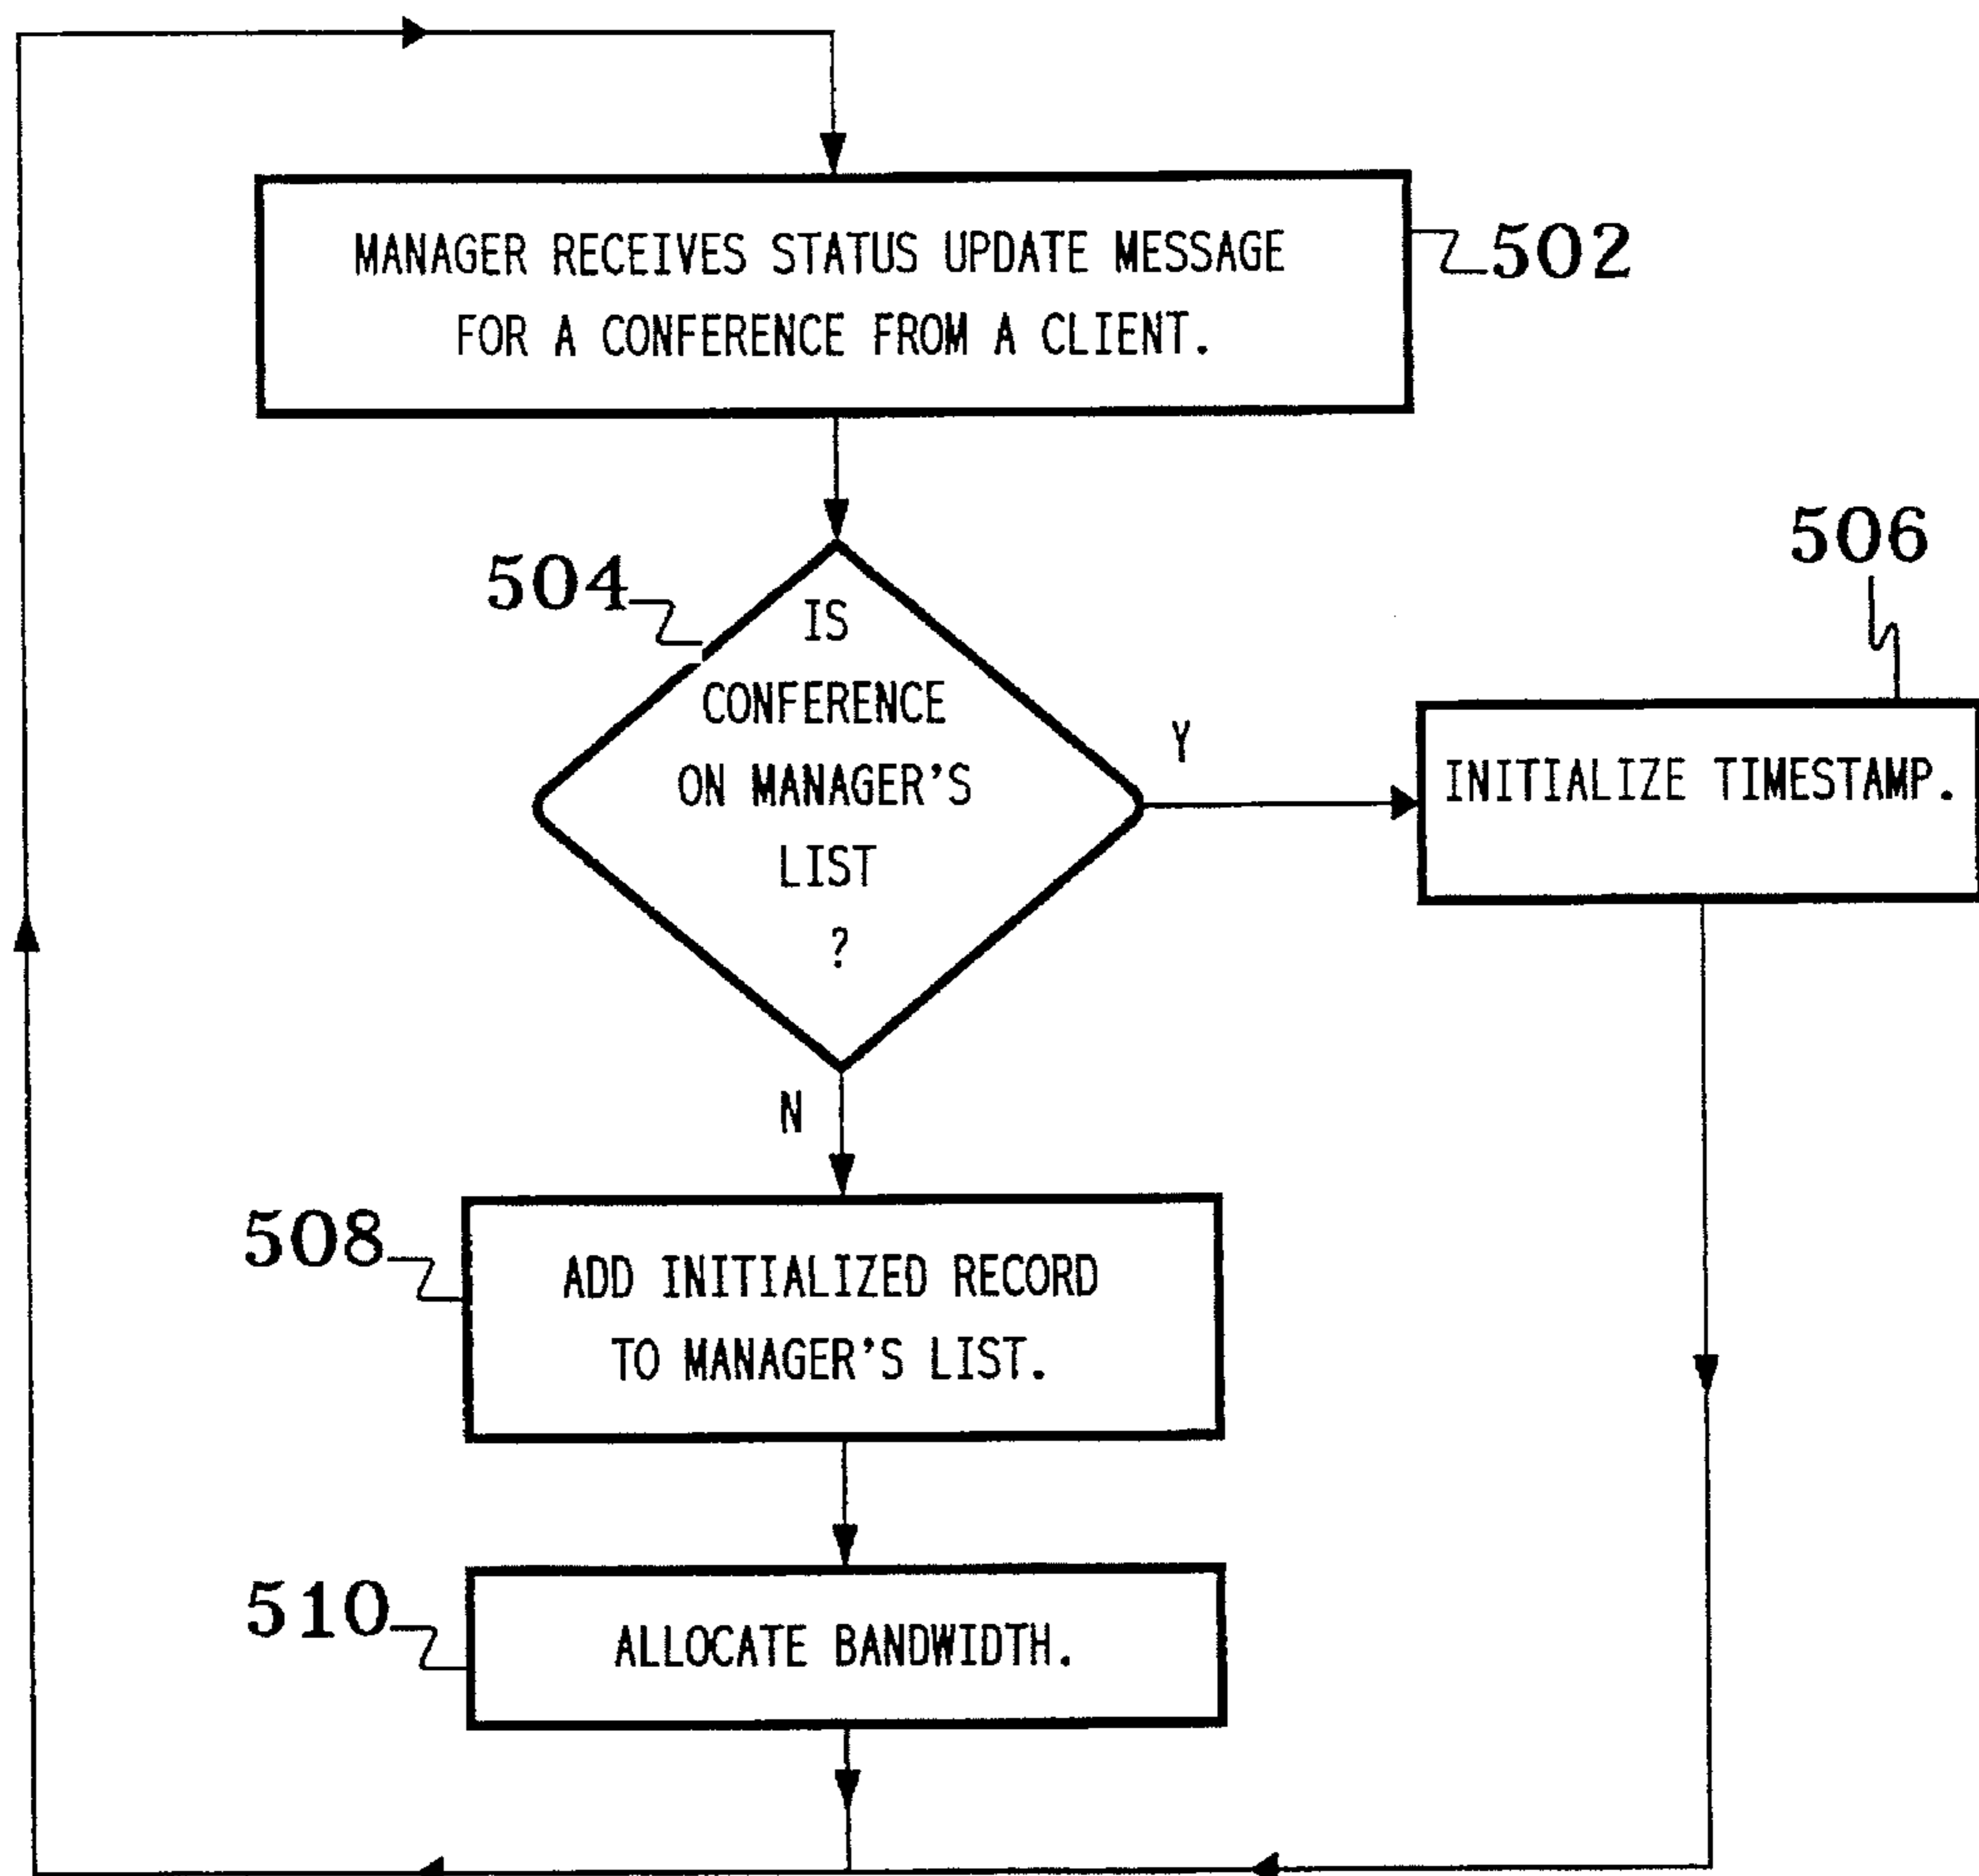 MANAGER RECEIVES STATUS UPDATE MESSAGE
FOR A CONFERENCE FROM A CLIENT.
502
504
IS
CONFERENCE
ON MANAGER'S
LIST
?
Y
506
INITIALIZE TIMESTAMP.
N
508
ADD INITIALIZED RECORD
TO MANAGER'S LIST.
510
ALLOCATE BANDWIDTH.